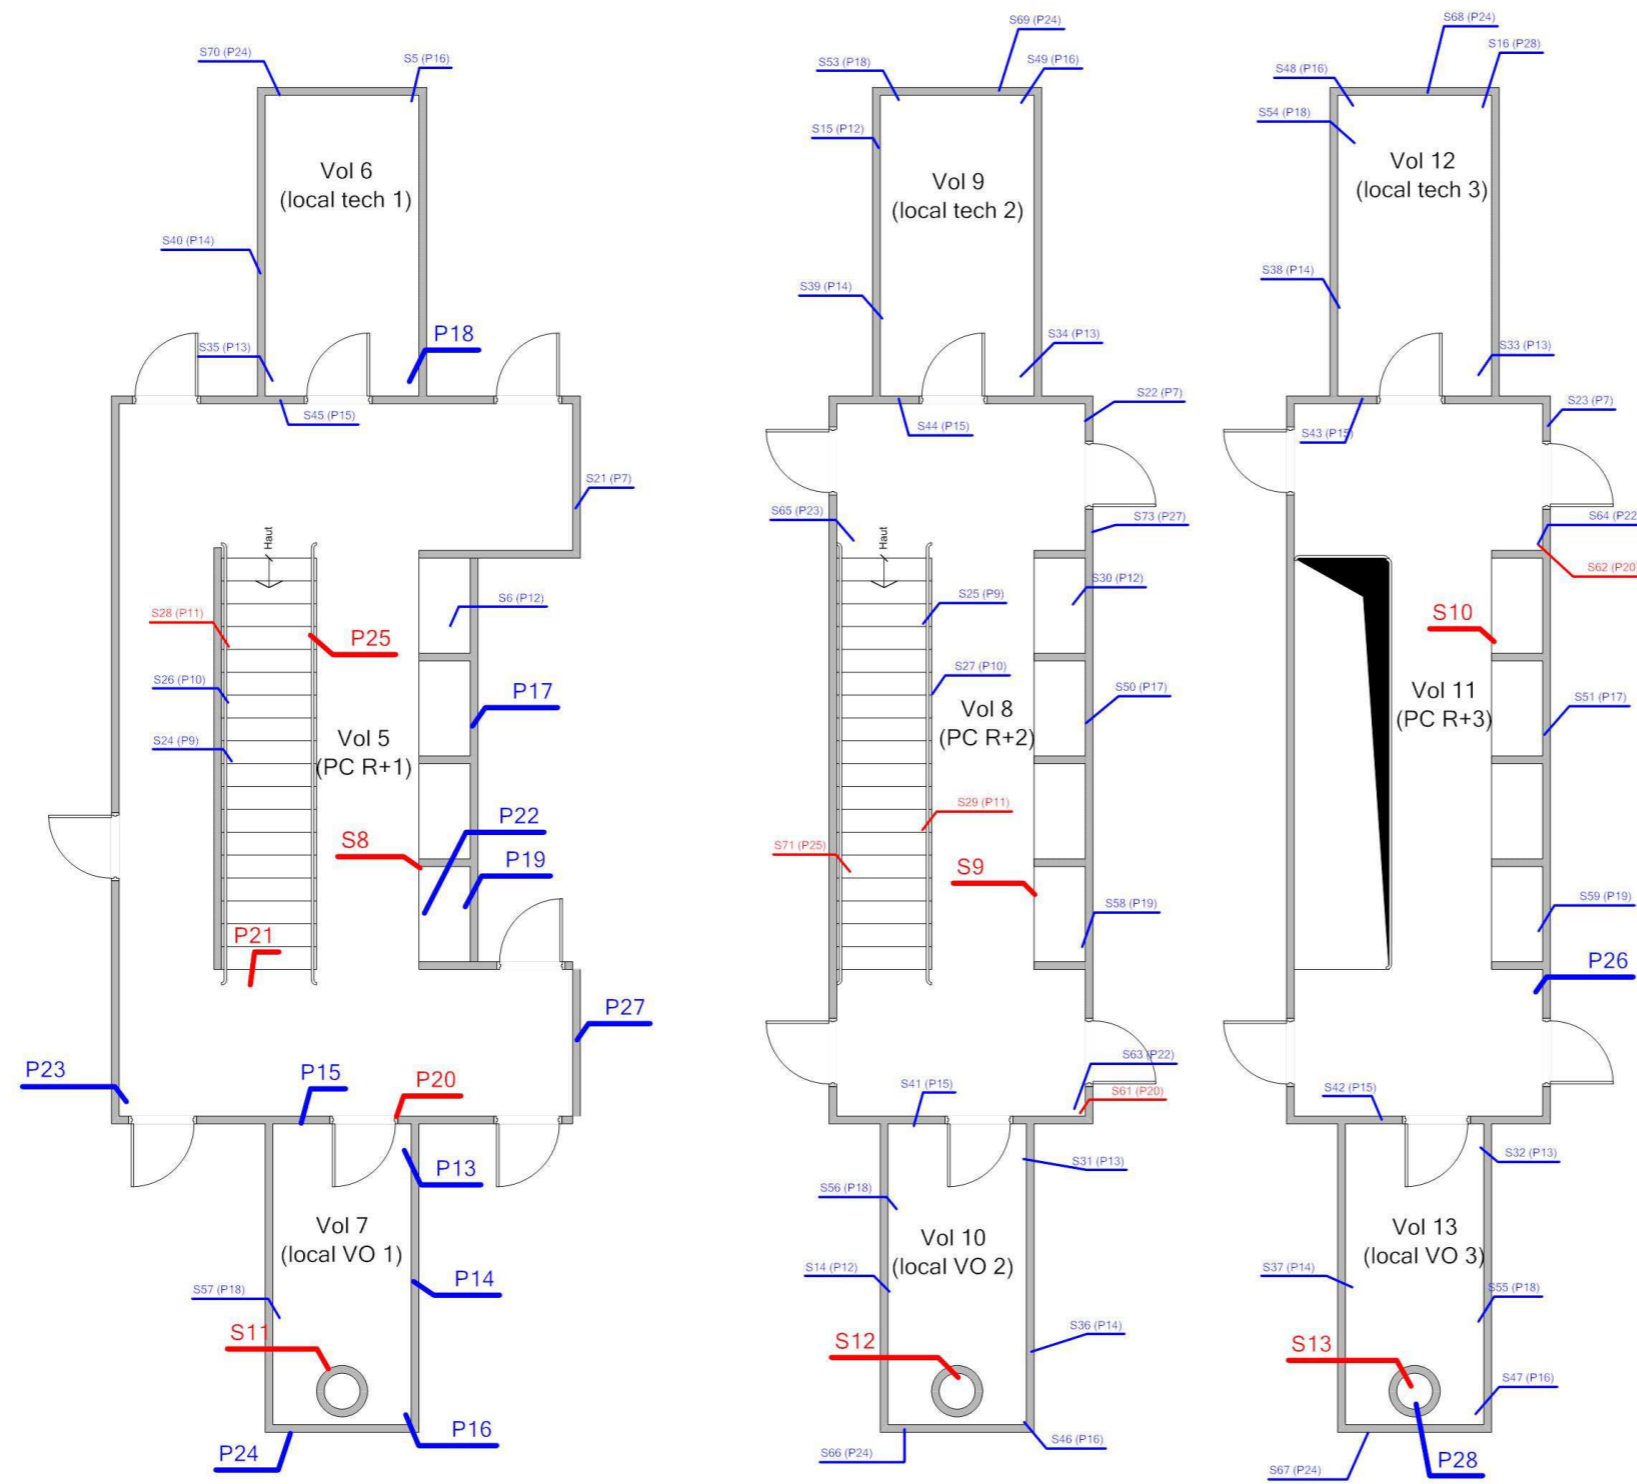 S70 (P24)
S5 (P16)
Vol 6
(local tech 1)
S40 (P14)
S35 (P13)
P18
S45 (P15)
S21 (P7)
Haut
S28 (P11)
P25
S6 (P12)
S26 (P10)
P17
S24 (P9)
Vol 5
(PC R+1)
P22
S8
P19
P21
P27
P23
P15
P20
P13
Vol 7
(local VO 1)
P14
S57 (P18)
S11
P24
P16
S69 (P24)
S53 (P18)
S49 (P16)
S15 (P12)
Vol 9
(local tech 2)
S39 (P14)
S34 (P13)
S22 (P7)
S44 (P15)
S65 (P23)
S73 (P27)
Haut
S30 (P12)
S25 (P9)
S27 (P10)
S50 (P17)
Vol 8
(PC R+2)
S29 (P11)
S71 (P25)
S9
S58 (P19)
S63 (P22)
S41 (P15)
S61 (P20)
S31 (P13)
S56 (P18)
Vol 10
(local VO 2)
S14 (P12)
S36 (P14)
S12
S66 (P24)
S46 (P16)
S68 (P24)
S16 (P28)
S48 (P16)
S54 (P18)
Vol 12
(local tech 3)
S38 (P14)
S33 (P13)
S23 (P7)
S43 (P15)
S64 (P22
S62 (P20)
S10
Vol 11
(PC R+3)
S51 (P17)
S59 (P19)
P26
S42 (P15)
S32 (P13)
Vol 13
(local VO 3)
S37 (P14)
S55 (P18)
S13
S47 (P16)
P28
S67 (P24)